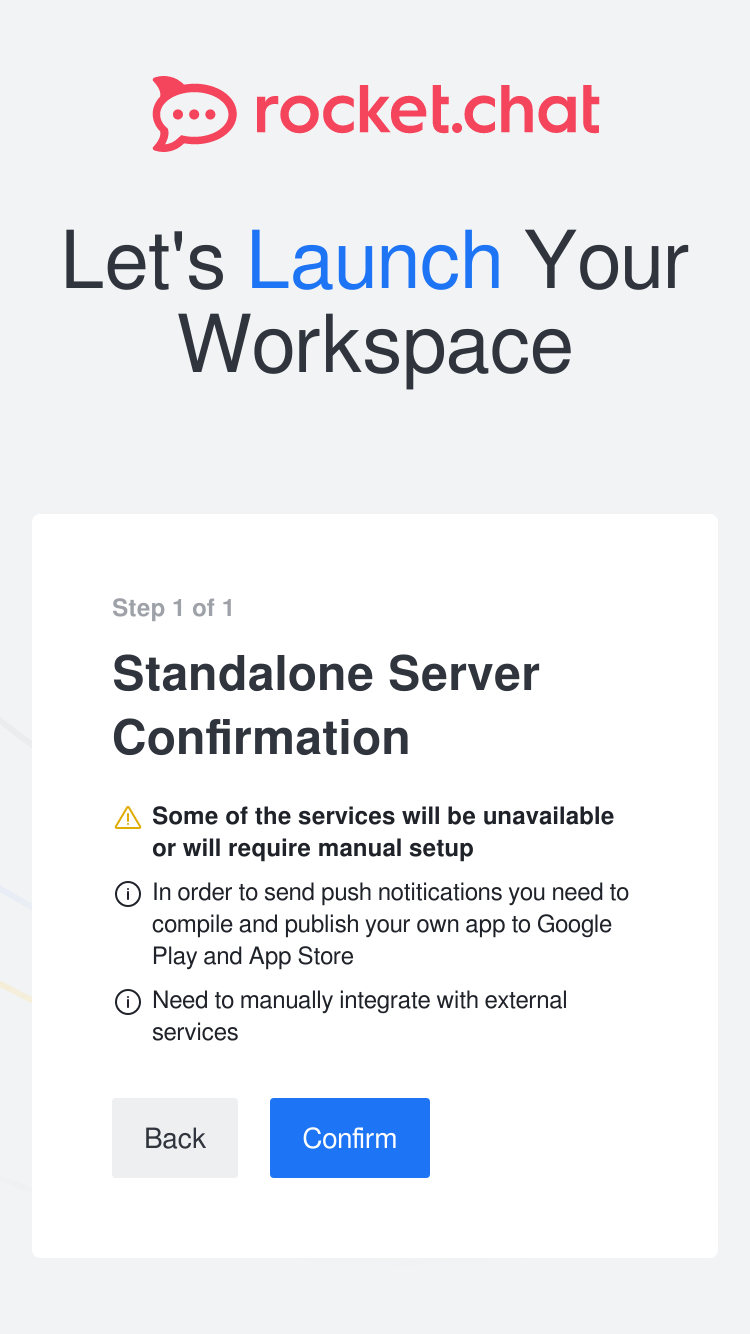 rocket.chat
Let's Launch Your
Workspace
Step 1 of 1
Standalone Server
Confirmation
Some of the services will be unavailable
or will require manual setup
In order to send push notitications you need to
compile and publish your own app to Google
Play and App Store
Need to manually integrate with external
services
Back
Confirm